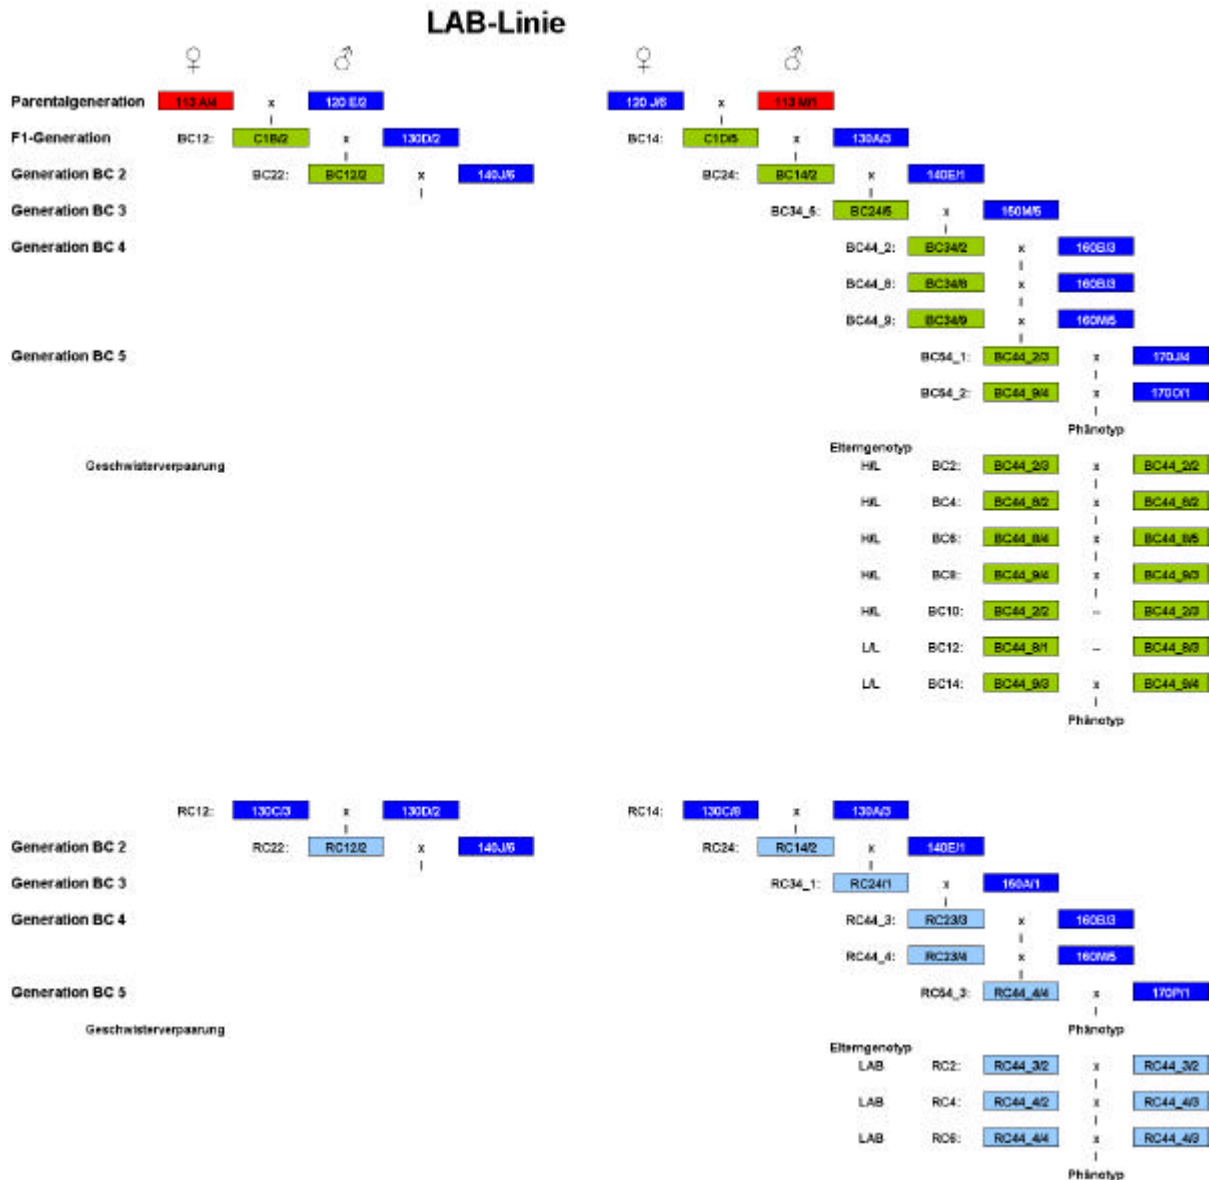 LAB-Linie
♀ ♂ ♀ ♂
Parentalgeneration 113 A/4 x 120 E/2 120 J/6 x 113 M/1
F1-Generation BC12: C1B/2 x 130D/2 BC14: C1D/5 x 130A/3
Generation BC 2 BC22: BC12/2 x 140J/6 BC24: BC14/2 x 140E/1
Generation BC 3 BC34_5: BC24/5 x 150M/5
Generation BC 4 BC44_2: BC34/2 x 160B/3
BC44_8: BC34/8 x 160B/3
BC44_9: BC34/9 x 160M/5
Generation BC 5 BC54_1: BC44_2/3 x 170J/4
BC54_2: BC44_9/4 x 170O/1
Phänotyp
Elterngenotyp
Geschwisterverpaarung H/L BC2: BC44_2/3 x BC44_2/2
H/L BC4: BC44_8/2 x BC44_8/2
H/L BC6: BC44_8/4 x BC44_8/5
H/L BC8: BC44_9/4 x BC44_9/3
H/L BC10: BC44_2/2 -- BC44_2/3
L/L BC12: BC44_8/1 -- BC44_8/3
L/L BC14: BC44_9/3 x BC44_9/4
Phänotyp
RC12: 130C/3 x 130D/2 RC14: 130C/8 x 130A/3
Generation BC 2 RC22: RC12/2 x 140J/6 RC24: RC14/2 x 140E/1
Generation BC 3 RC34_1: RC24/1 x 160A/1
Generation BC 4 RC44_3: RC23/3 x 160B/3
RC44_4: RC23/4 x 160M/5
Generation BC 5 RC54_3: RC44_4/4 x 170P/1
Geschwisterverpaarung Phänotyp
Elterngenotyp
LAB RC2: RC44_3/2 x RC44_3/2
LAB RC4: RC44_4/2 x RC44_4/3
LAB RC6: RC44_4/4 x RC44_4/3
Phänotyp